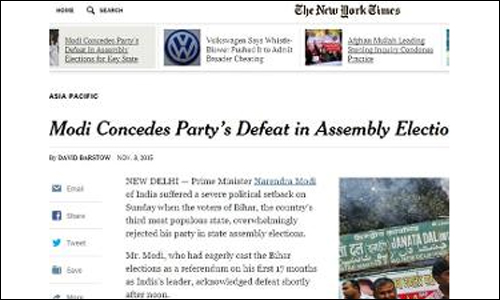 HOME
SEARCH
The New York Times
Modi Concedes Party's
Defeat in Assembly
Elections for Key State
Volkswagen Says Whistle-
Blower Pushed It to Admit
Broader Cheating
Afghan Mullah Leading
Stoning Inquiry Condones
Practice
ASIA PACIFIC
Modi Concedes Party's Defeat in Assembly Electio
By DAVID BARSTOW NOV. 8, 2015
Email
Share
Tweet
Save
More
NEW DELHI — Prime Minister Narendra Modi
of India suffered a severe political setback on
Sunday when the voters of Bihar, the country's
third most populous state, overwhelmingly
rejected his party in state assembly elections.
Mr. Modi, who had eagerly cast the Bihar
elections as a referendum on his first 17 months
as India's leader, acknowledged defeat shortly
after noon.
JANATA DAL